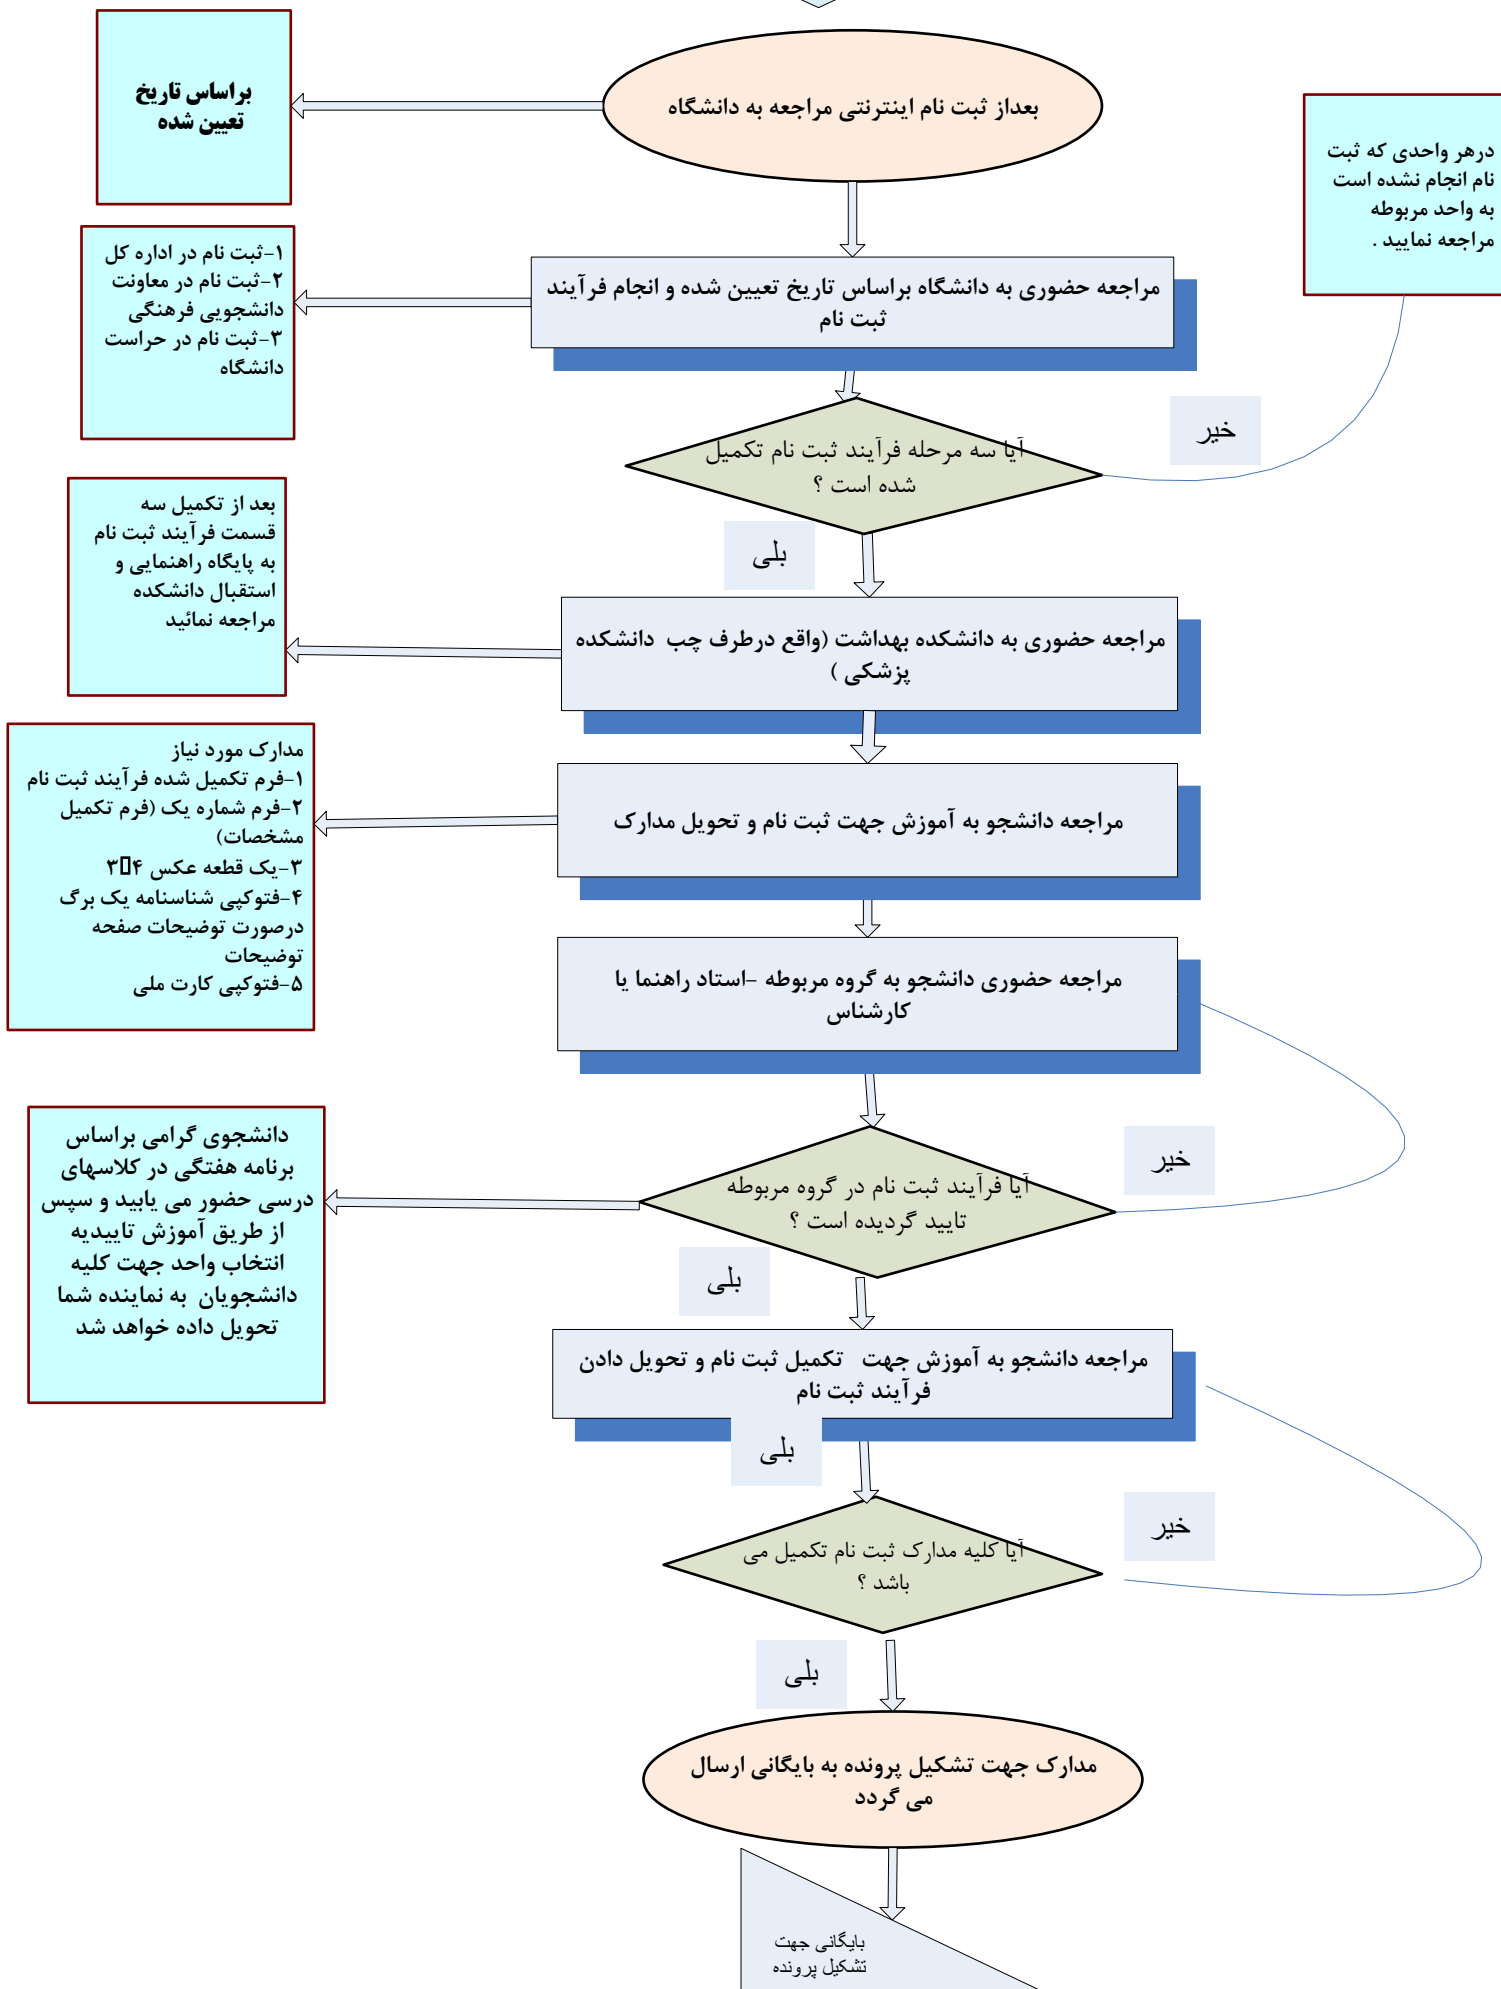 براساس تاریخ
تعیین شده
بعداز ثبت نام اینترنتی مراجعه به دانشگاه
درهر واحدی که ثبت
نام انجام نشده است
به واحد مربوطه
مراجعه نمایید .
۱-ثبت نام در اداره کل
۲-ثبت نام در معاونت
دانشجویی فرهنگی
۳-ثبت نام در حراست
دانشگاه
مراجعه حضوری به دانشگاه براساس تاریخ تعیین شده و انجام فرآیند
ثبت نام
خیر
آیا سه مرحله فرآیند ثبت نام تکمیل
شده است ؟
بلی
بعد از تکمیل سه
قسمت فرآیند ثبت نام
به پایگاه راهنمایی و
استقبال دانشکده
مراجعه نمائید
مراجعه حضوری به دانشکده بهداشت (واقع درطرف چب دانشکده
پزشکی )
مدارک مورد نیاز
۱-فرم تکمیل شده فرآیند ثبت نام
۲-فرم شماره یک (فرم تکمیل
مشخصات)
۳-یک قطعه عکس ۴▯۳
۴-فتوکپی شناسنامه یک برگ
درصورت توضیحات صفحه
توضیحات
۵-فتوکپی کارت ملی
مراجعه دانشجو به آموزش جهت ثبت نام و تحویل مدارک
مراجعه حضوری دانشجو به گروه مربوطه -استاد راهنما یا
کارشناس
دانشجوی گرامی براساس
برنامه هفتگی در کلاسهای
درسی حضور می یابید و سپس
از طریق آموزش تاییدیه
انتخاب واحد جهت کلیه
دانشجویان به نماینده شما
تحویل داده خواهد شد
خیر
آیا فرآیند ثبت نام در گروه مربوطه
تایید گردیده است ؟
بلی
مراجعه دانشجو به آموزش جهت تکمیل ثبت نام و تحویل دادن
فرآیند ثبت نام
بلی
خیر
آیا کلیه مدارک ثبت نام تکمیل می
باشد ؟
بلی
مدارک جهت تشکیل پرونده به بایگانی ارسال
می گردد
بایگانی جهت
تشکیل پرونده